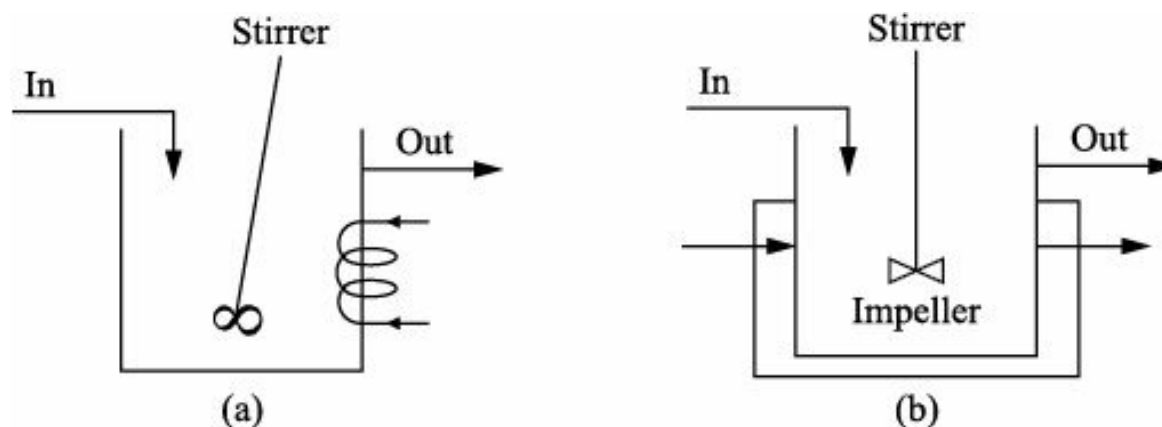 Stirrer
In
Out
(a)
Stirrer
In
Out
Impeller
(b)